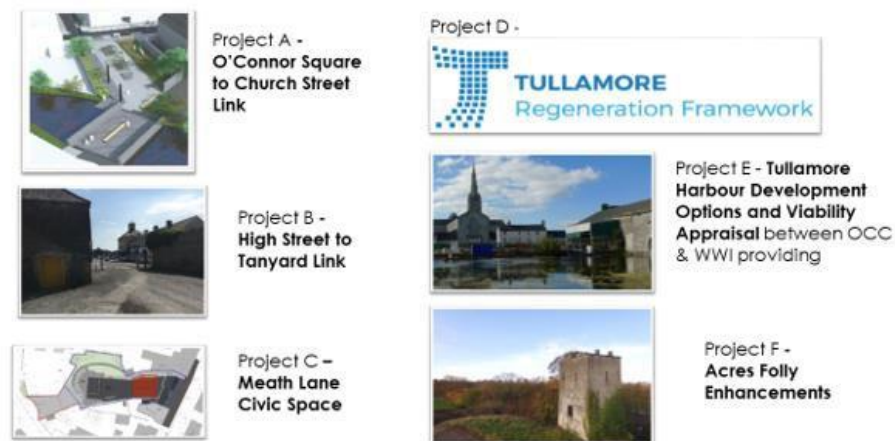 Project A -
O'Connor Square
to Church Street
Link
Project B -
High Street to
Tanyard Link
Project C –
Meath Lane
Civic Space
Project D -
TULLAMORE
Regeneration Framework
Project E - Tullamore
Harbour Development
Options and Viability
Appraisal between OCC
& WWI providing
Project F -
Acres Folly
Enhancements